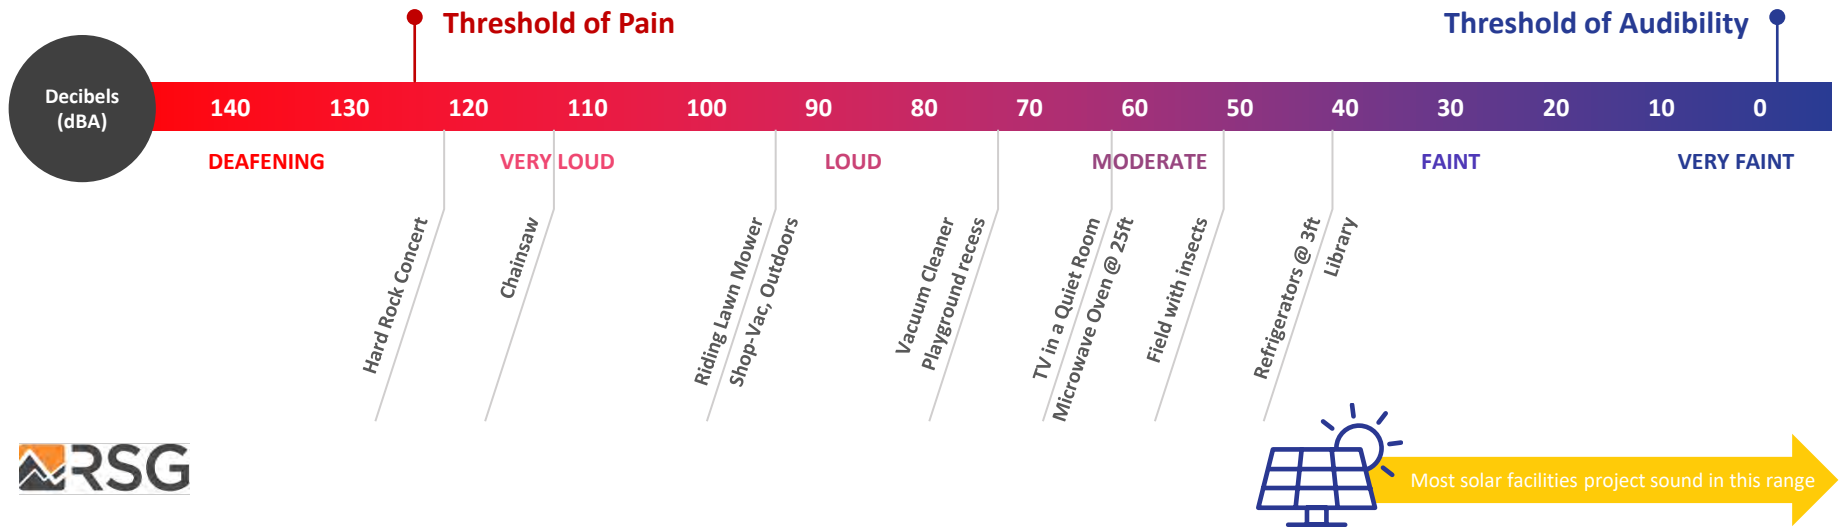 Threshold of Pain
Threshold of Audibility
Decibels
(dBA)
140 130 120 110 100 90 80 70 60 50 40 30 20 10 0
DEAFENING
VERY LOUD
LOUD
MODERATE
FAINT
VERY FAINT
Hard Rock Concert
Chainsaw
Riding Lawn Mower
Shop-Vac, Outdoors
Vacuum Cleaner
Playground recess
TV in a Quiet Room
Microwave Oven @ 25ft
Field with insects
Refrigerators @ 3ft
Library
RSG
Most solar facilities project sound in this range